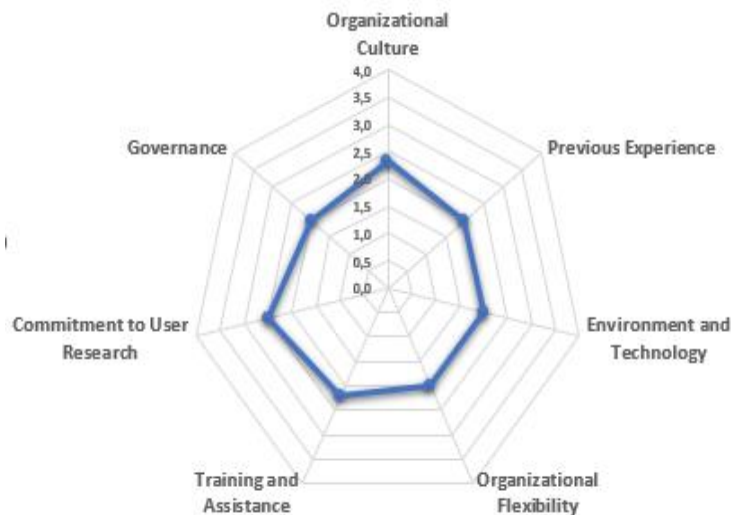 Organizational
Culture
4,0
3,5
3,0
2,5
2,0
1,5
1,0
0,5
0,0
Governance
Previous Experience
Commitment to User
Research
Environment and
Technology
Training and
Assistance
Organizational
Flexibility